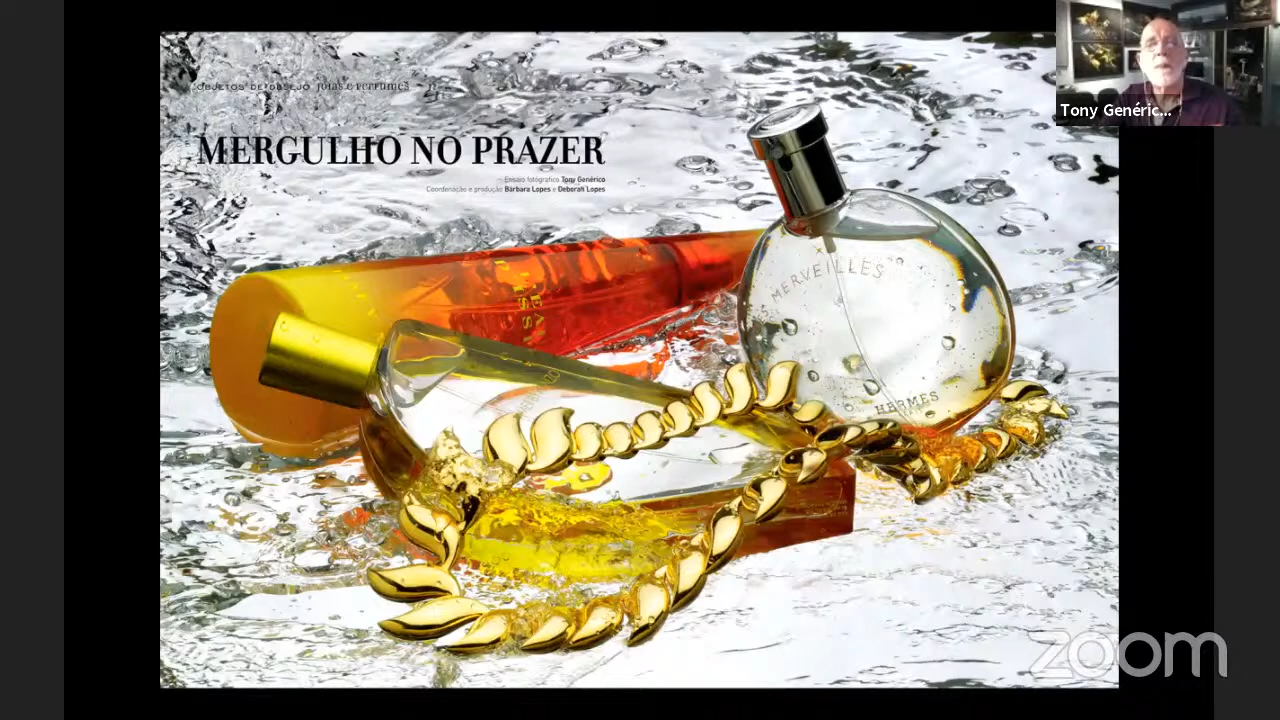 OBJETOS DE DESEJO joias e perfumes
MERGULHO NO PRAZER
Ensaio fotográfico Tony Genérico
Coordenação e produção Bárbara Lopes e Deborah Lopes
MERVEILLES
HERMÈS
Tony Genéric...
zoom